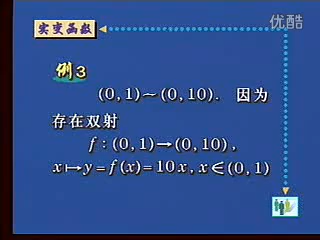 优酷
实变函数
例3
(0,1)~(0,10). 因为
存在双射
f:(0,1)→(0,10),
x↦y=f(x)=10x,x∈(0,1)